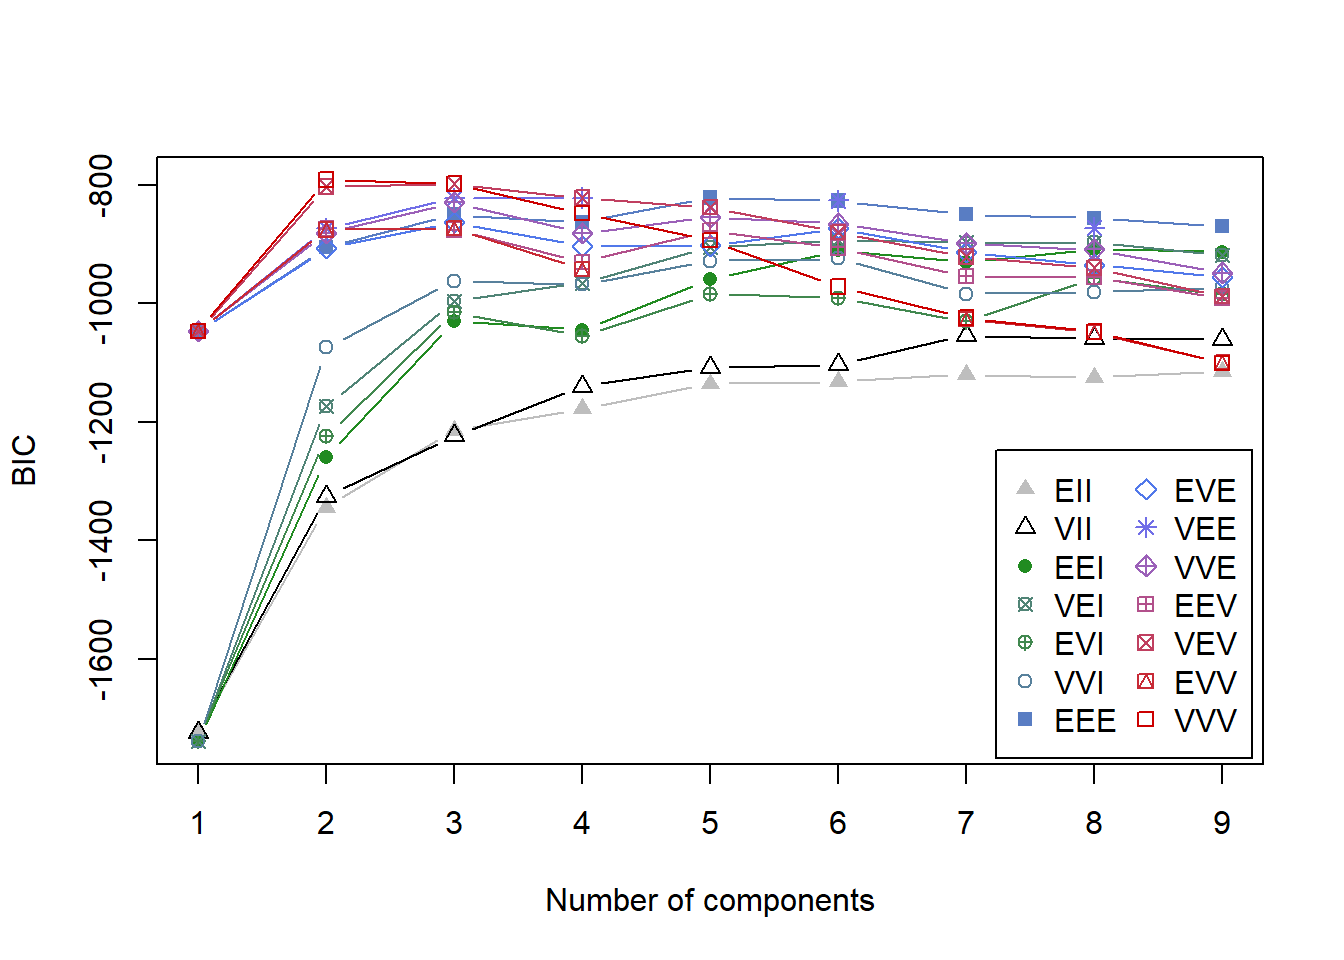 -800
-1000
-1200
-1400
-1600
BIC
EII EVE
VII VEE
EEI VVE
VEI EEV
EVI VEV
VVI EVV
EEE VVV
1 2 3 4 5 6 7 8 9
Number of components